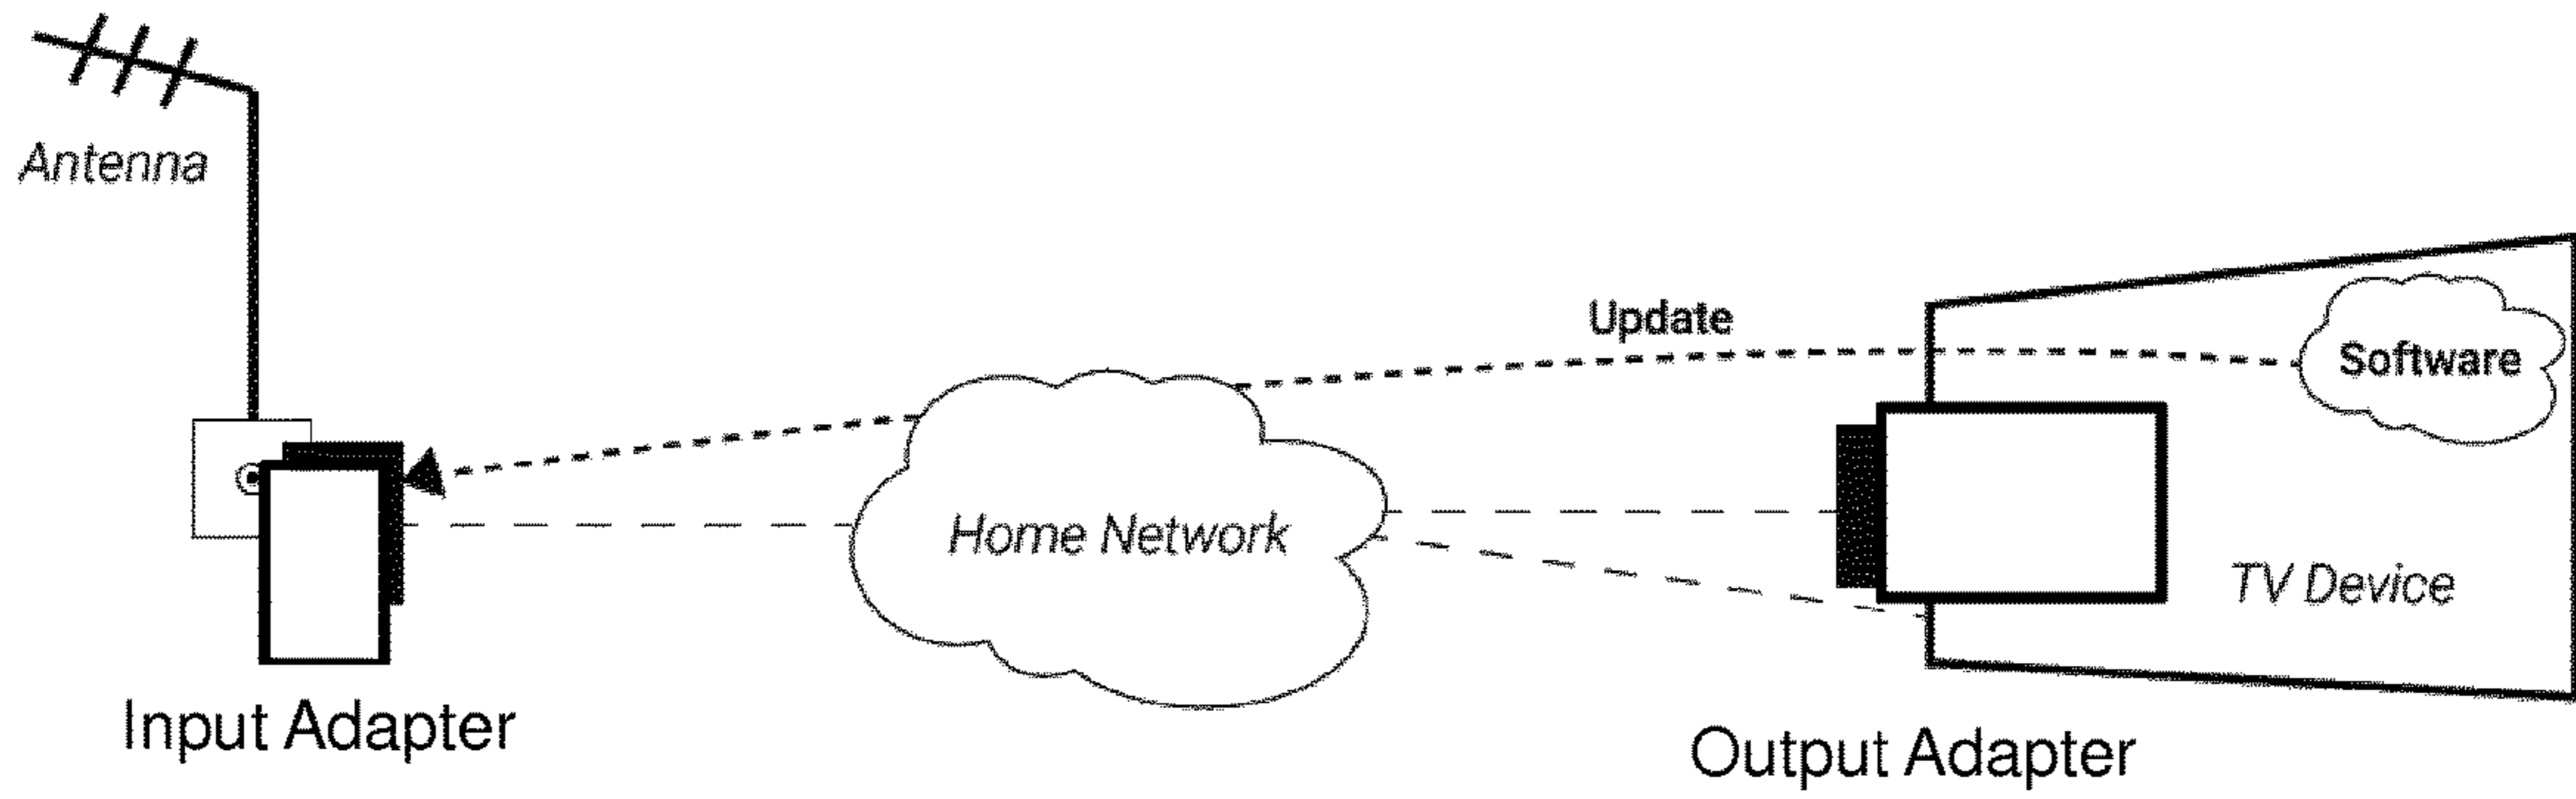 Antenna
Update
Software
Home Network
TV Device
Input Adapter
Output Adapter